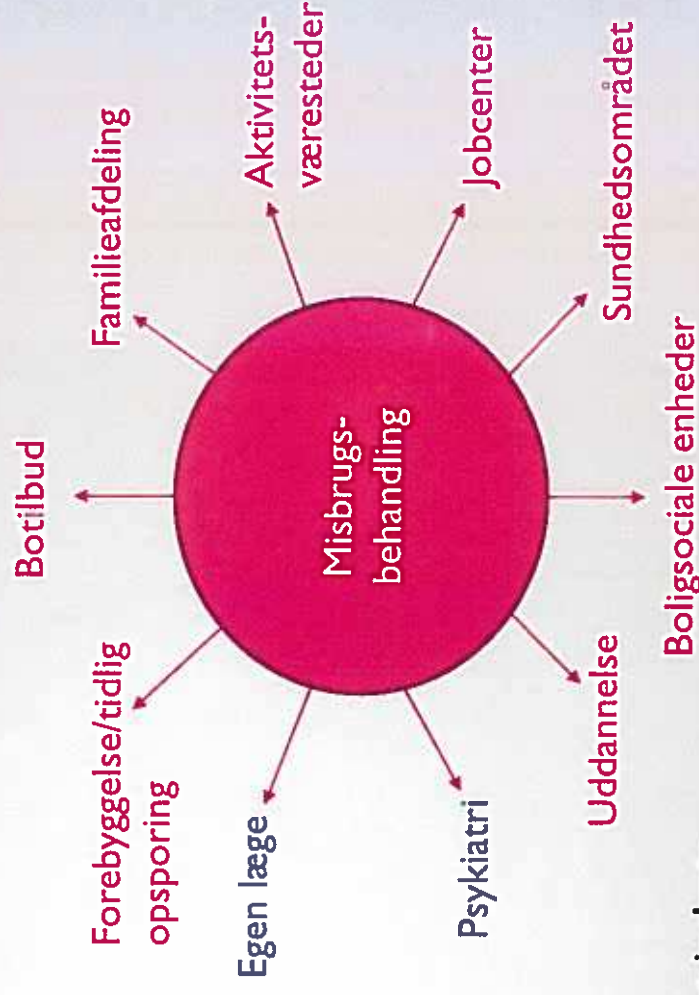 Botilbud
Familieafdeling
Aktivitets-
væresteder
Jobcenter
Sundhedsområdet
Boligsociale enheder
Uddannelse
Psykiatri
Egen læge
Forebyggelse/tidlig
opsporing
Misbrugs-
behandling